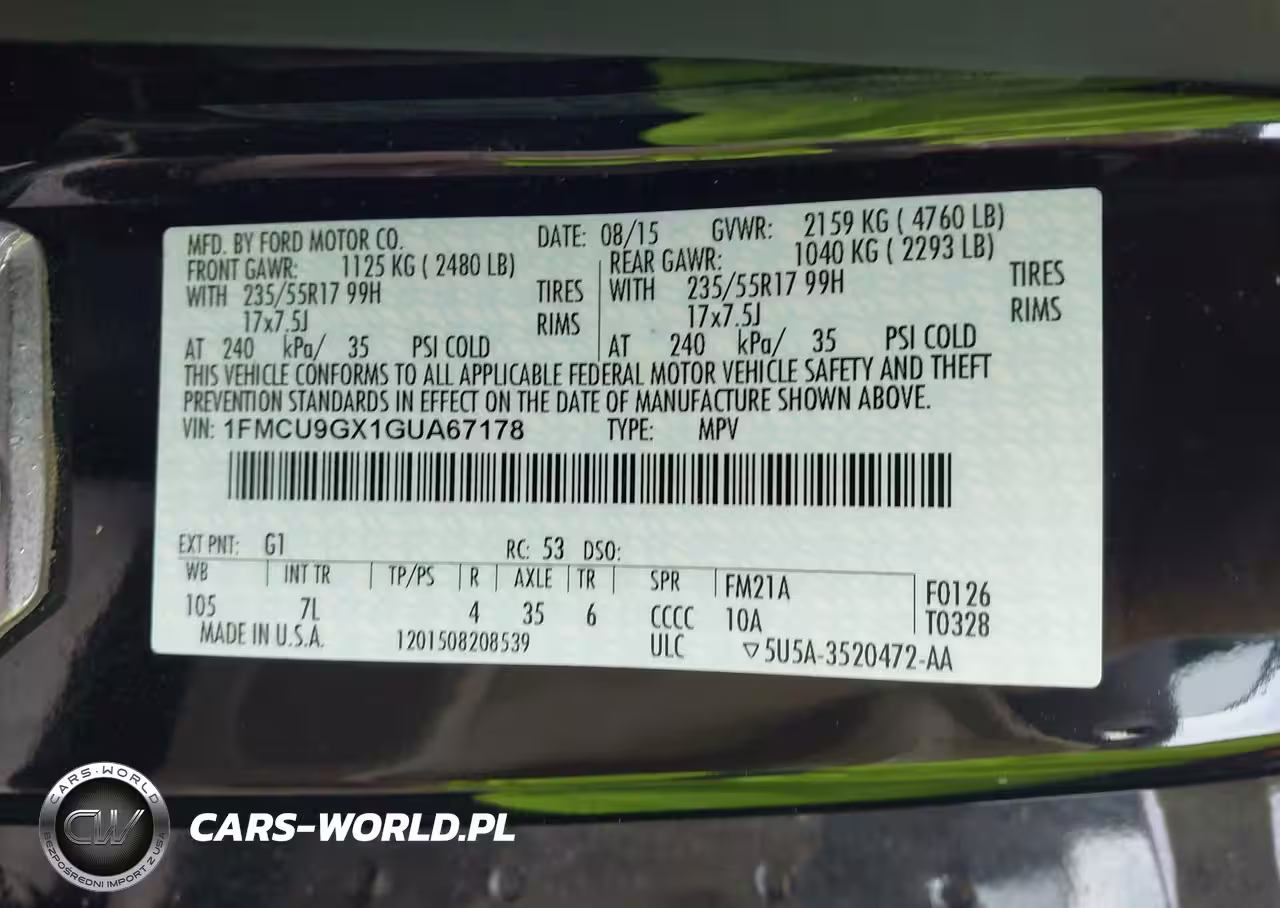 MFD. BY FORD MOTOR CO. DATE: 08/15 GVWR: 2159 KG ( 4760 LB)
FRONT GAWR: 1125 KG ( 2480 LB) REAR GAWR: 1040 KG ( 2293 LB)
WITH 235/55R17 99H TIRES WITH 235/55R17 99H TIRES
17x7.5J RIMS 17x7.5J RIMS
AT 240 kPa/ 35 PSI COLD AT 240 kPa/ 35 PSI COLD
THIS VEHICLE CONFORMS TO ALL APPLICABLE FEDERAL MOTOR VEHICLE SAFETY AND THEFT
PREVENTION STANDARDS IN EFFECT ON THE DATE OF MANUFACTURE SHOWN ABOVE.
VIN: 1FMCU9GX1GUA67178 TYPE: MPV
EXT PNT: G1 RC: 53 DSO:
WB INT TR TP/PS R AXLE TR SPR FM21A F0126
105 7L 4 35 6 CCCC 10A T0328
MADE IN U.S.A. 1201508208539 ULC ▽5U5A-3520472-AA
CARS-WORLD
CW
BEZPOŚREDNI IMPORT Z USA
CARS-WORLD.PL